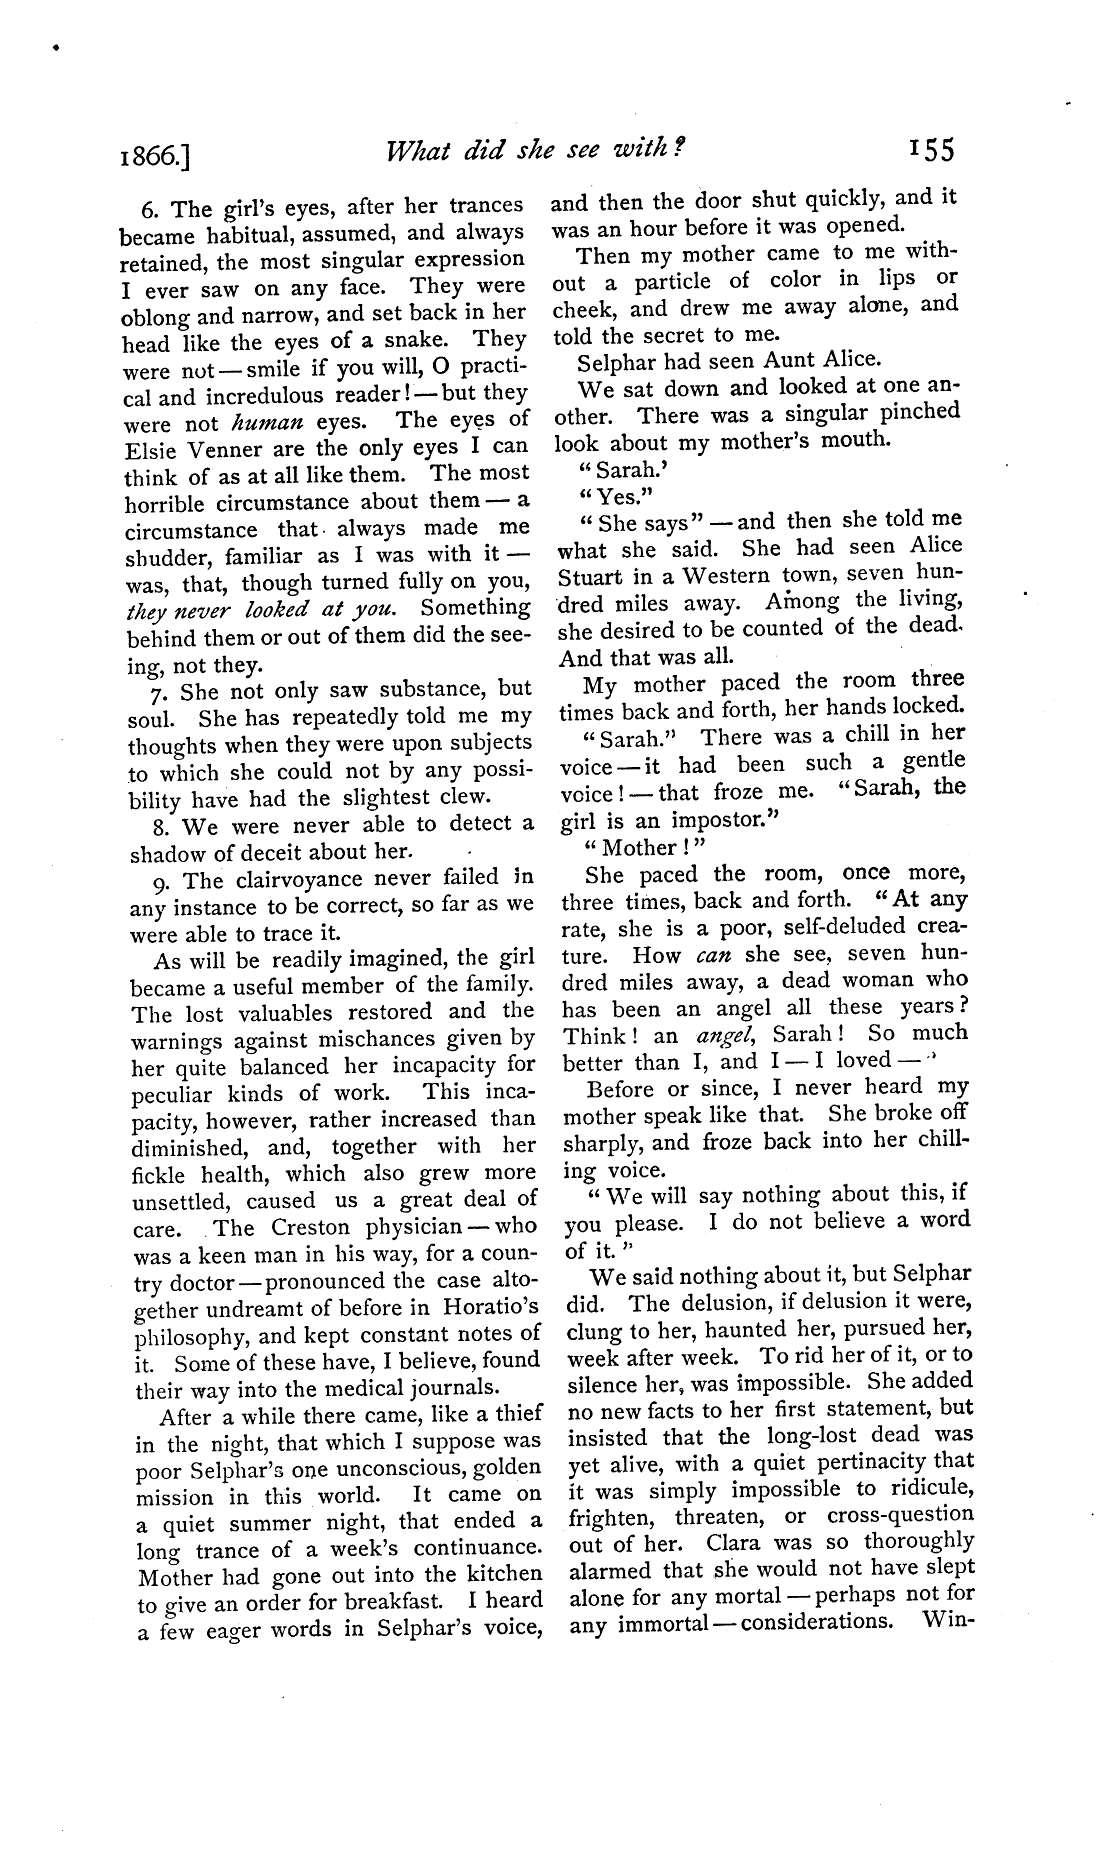 1866.] What did she see with? 155
6. The girl's eyes, after her trances
became habitual, assumed, and always
retained, the most singular expression
I ever saw on any face. They were
oblong and narrow, and set back in her
head like the eyes of a snake. They
were not — smile if you will, O practi-
cal and incredulous reader! — but they
were not human eyes. The eyes of
Elsie Venner are the only eyes I can
think of as at all like them. The most
horrible circumstance about them — a
circumstance that always made me
shudder, familiar as I was with it —
was, that, though turned fully on you,
they never looked at you. Something
behind them or out of them did the see-
ing, not they.
7. She not only saw substance, but
soul. She has repeatedly told me my
thoughts when they were upon subjects
to which she could not by any possi-
bility have had the slightest clew.
8. We were never able to detect a
shadow of deceit about her.
9. The clairvoyance never failed in
any instance to be correct, so far as we
were able to trace it.
As will be readily imagined, the girl
became a useful member of the family.
The lost valuables restored and the
warnings against mischances given by
her quite balanced her incapacity for
peculiar kinds of work. This inca-
pacity, however, rather increased than
diminished, and, together with her
fickle health, which also grew more
unsettled, caused us a great deal of
care. The Creston physician — who
was a keen man in his way, for a coun-
try doctor — pronounced the case alto-
gether undreamt of before in Horatio's
philosophy, and kept constant notes of
it. Some of these have, I believe, found
their way into the medical journals.
After a while there came, like a thief
in the night, that which I suppose was
poor Selphar's one unconscious, golden
mission in this world. It came on
a quiet summer night, that ended a
long trance of a week's continuance.
Mother had gone out into the kitchen
to give an order for breakfast. I heard
a few eager words in Selphar's voice,
and then the door shut quickly, and it
was an hour before it was opened.
Then my mother came to me with-
out a particle of color in lips or
cheek, and drew me away alone, and
told the secret to me.
Selphar had seen Aunt Alice.
We sat down and looked at one an-
other. There was a singular pinched
look about my mother's mouth.
"Sarah.'
"Yes."
"She says" — and then she told me
what she said. She had seen Alice
Stuart in a Western town, seven hun-
dred miles away. Among the living,
she desired to be counted of the dead.
And that was all.
My mother paced the room three
times back and forth, her hands locked.
"Sarah." There was a chill in her
voice — it had been such a gentle
voice! — that froze me. "Sarah, the
girl is an impostor."
"Mother!"
She paced the room, once more,
three times, back and forth. "At any
rate, she is a poor, self-deluded crea-
ture. How can she see, seven hun-
dred miles away, a dead woman who
has been an angel all these years?
Think! an angel, Sarah! So much
better than I, and I — I loved — "
Before or since, I never heard my
mother speak like that. She broke off
sharply, and froze back into her chill-
ing voice.
"We will say nothing about this, if
you please. I do not believe a word
of it."
We said nothing about it, but Selphar
did. The delusion, if delusion it were,
clung to her, haunted her, pursued her,
week after week. To rid her of it, or to
silence her, was impossible. She added
no new facts to her first statement, but
insisted that the long-lost dead was
yet alive, with a quiet pertinacity that
it was simply impossible to ridicule,
frighten, threaten, or cross-question
out of her. Clara was so thoroughly
alarmed that she would not have slept
alone for any mortal — perhaps not for
any immortal — considerations. Win-